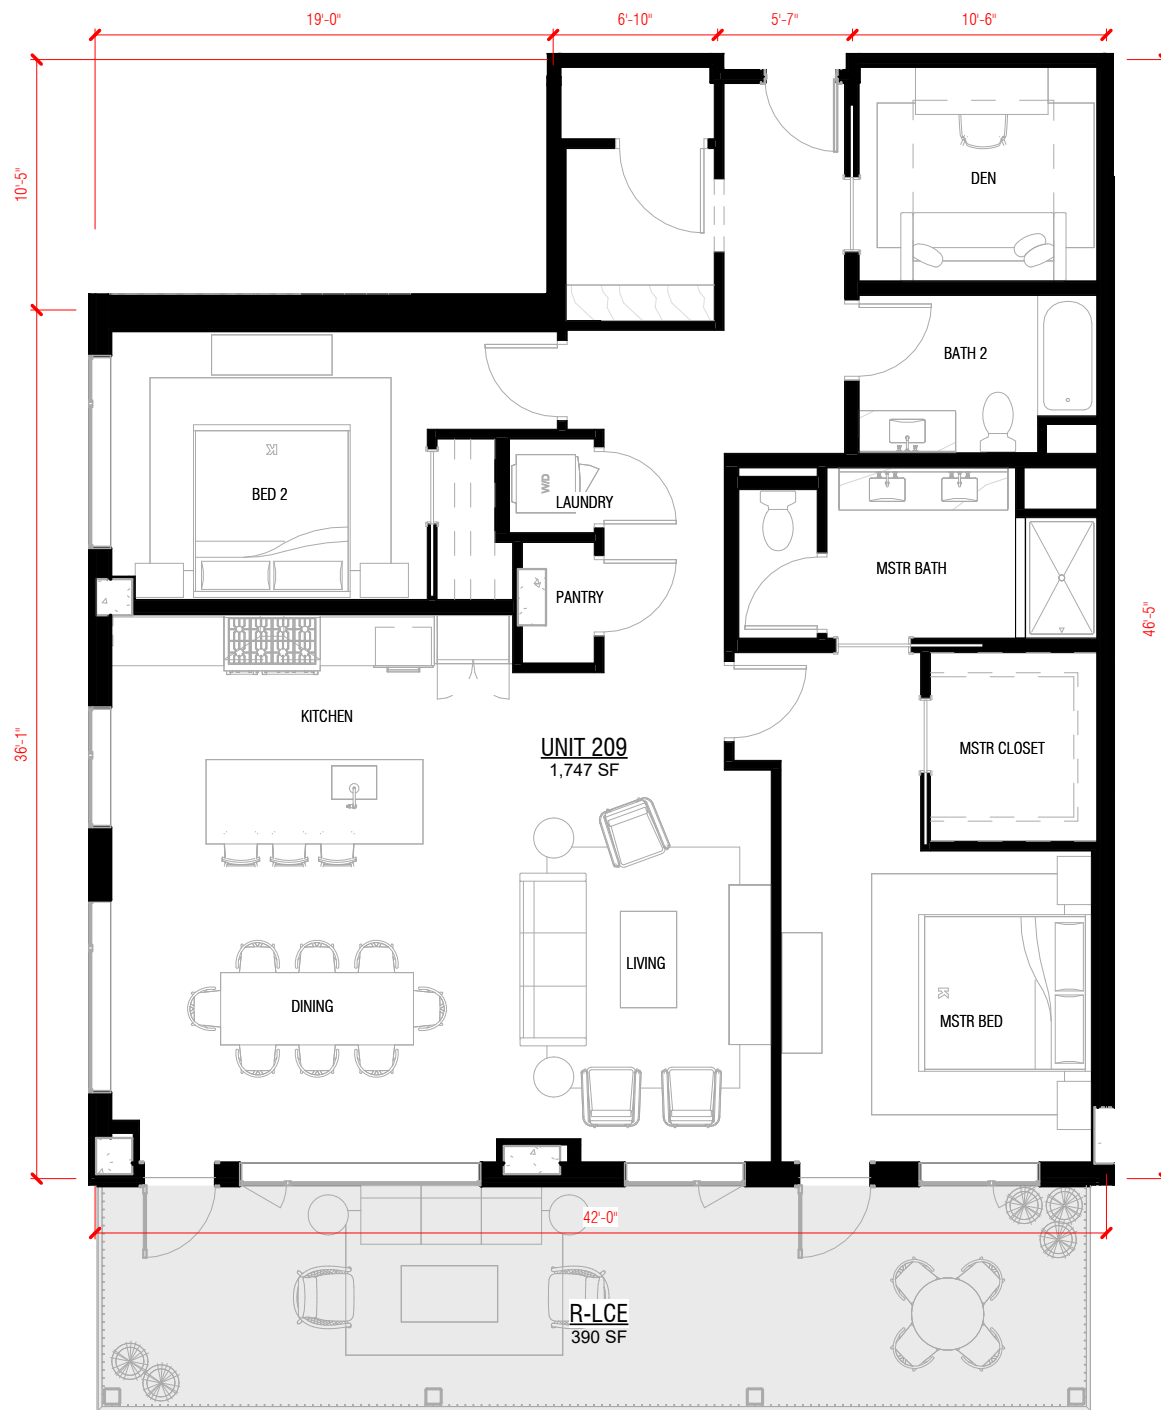 19'-0"
6'-10"
5'-7"
10'-6"
10'-5"
DEN
BATH 2
K
BED 2
W/D
LAUNDRY
MSTR BATH
PANTRY
46'-5"
KITCHEN
36'-1"
UNIT 209
1,747 SF
MSTR CLOSET
LIVING
DINING
K
MSTR BED
42'-0"
R-LCE
390 SF